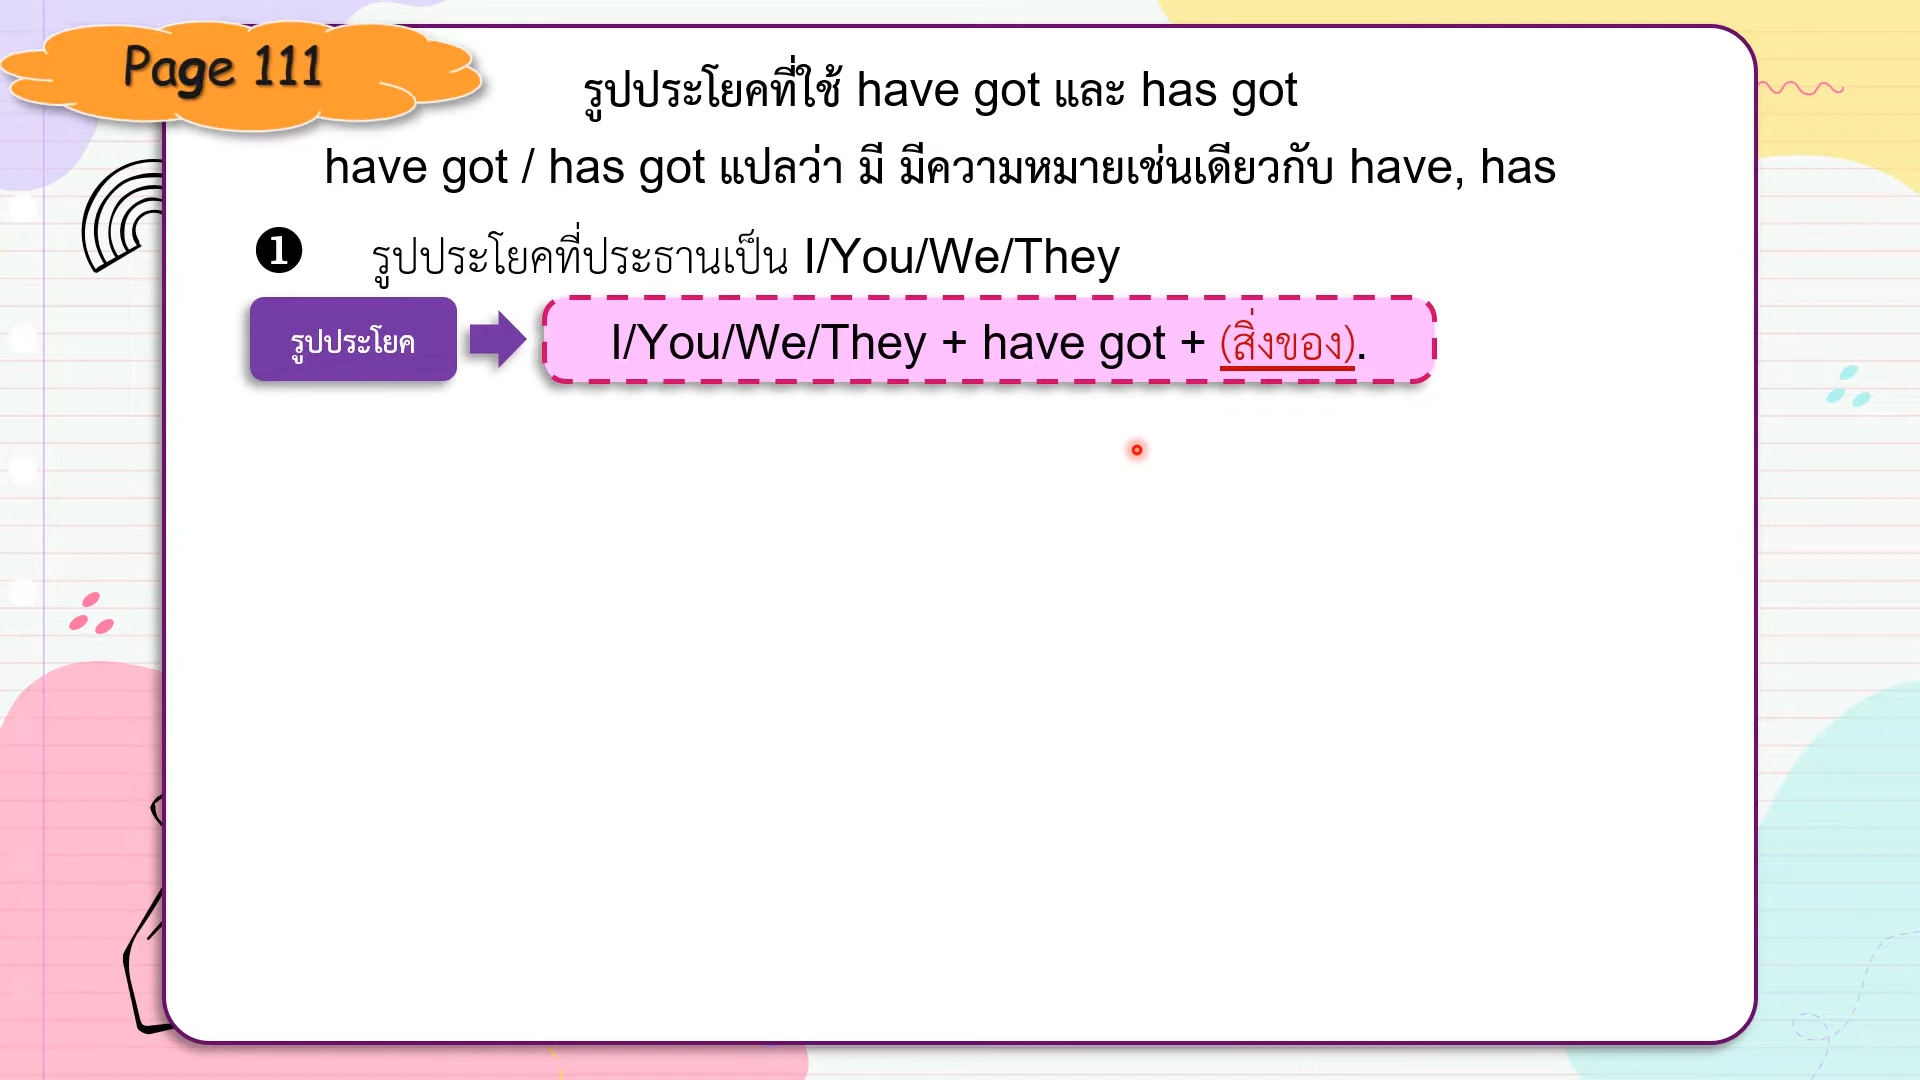 Page 111
รูปประโยคที่ใช้ have got และ has got
have got / has got แปลว่า มี มีความหมายเช่นเดียวกับ have, has
❶ รูปประโยคที่ประธานเป็น I/You/We/They
รูปประโยค I/You/We/They + have got + (สิ่งของ).